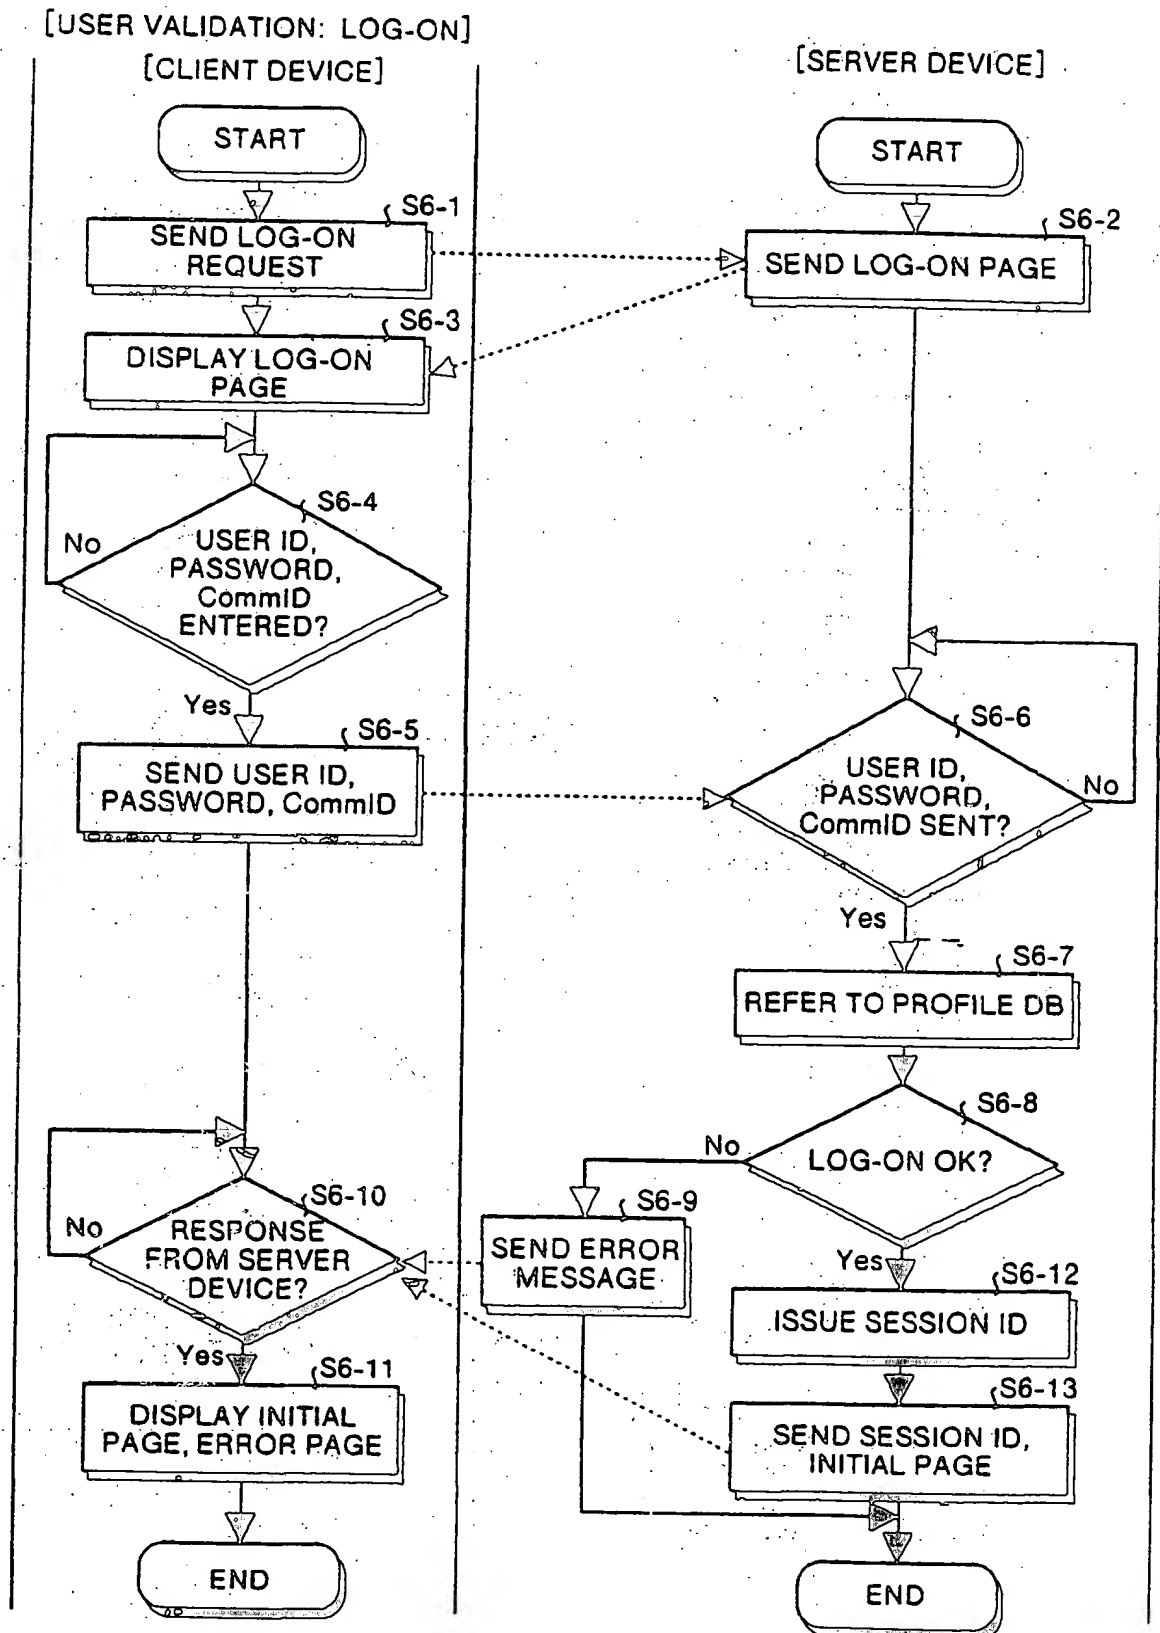 [USER VALIDATION: LOG-ON]
[CLIENT DEVICE]
[SERVER DEVICE]
START
START
S6-1
SEND LOG-ON
REQUEST
S6-2
SEND LOG-ON PAGE
S6-3
DISPLAY LOG-ON
PAGE
S6-4
No
USER ID,
PASSWORD,
CommID
ENTERED?
Yes
S6-5
SEND USER ID,
PASSWORD, CommID
S6-6
USER ID,
PASSWORD,
CommID SENT?
No
Yes
S6-7
REFER TO PROFILE DB
S6-8
No
LOG-ON OK?
S6-9
SEND ERROR
MESSAGE
S6-10
No
RESPONSE
FROM SERVER
DEVICE?
Yes
S6-12
ISSUE SESSION ID
Yes
S6-11
DISPLAY INITIAL
PAGE, ERROR PAGE
S6-13
SEND SESSION ID,
INITIAL PAGE
END
END